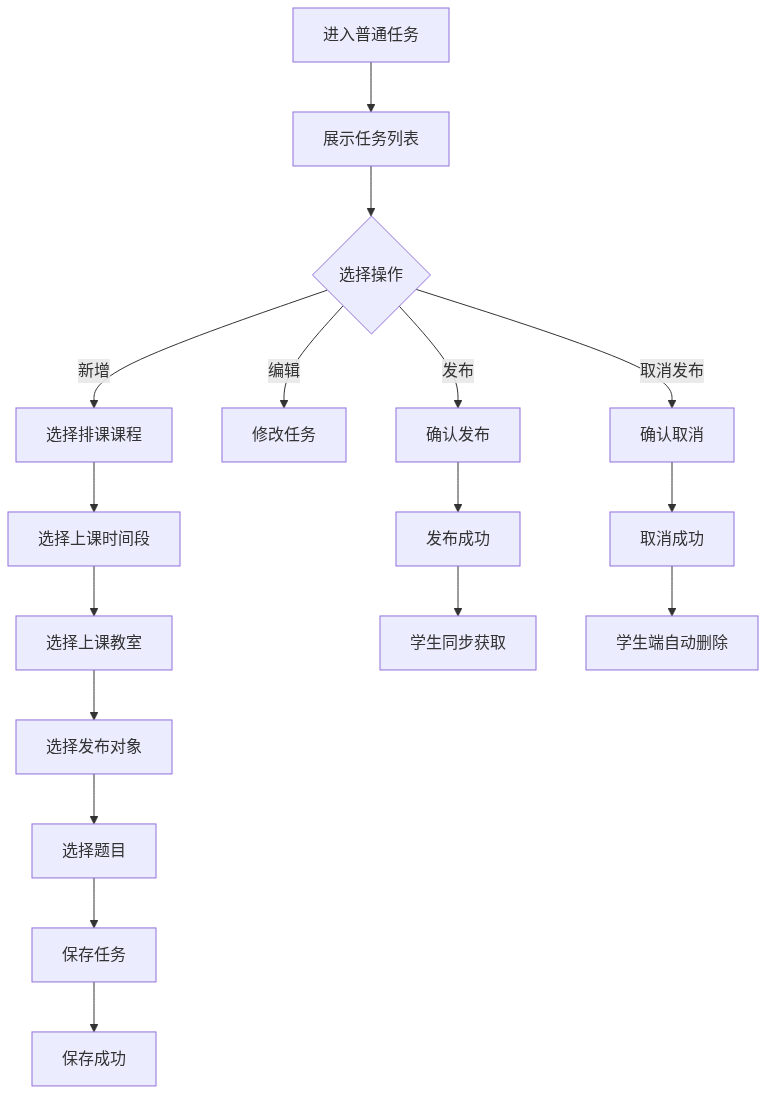 进入普通任务
展示任务列表
选择操作
新增
编辑
发布
取消发布
选择排课课程
修改任务
确认发布
确认取消
选择上课时间段
发布成功
取消成功
选择上课教室
学生同步获取
学生端自动删除
选择发布对象
选择题目
保存任务
保存成功